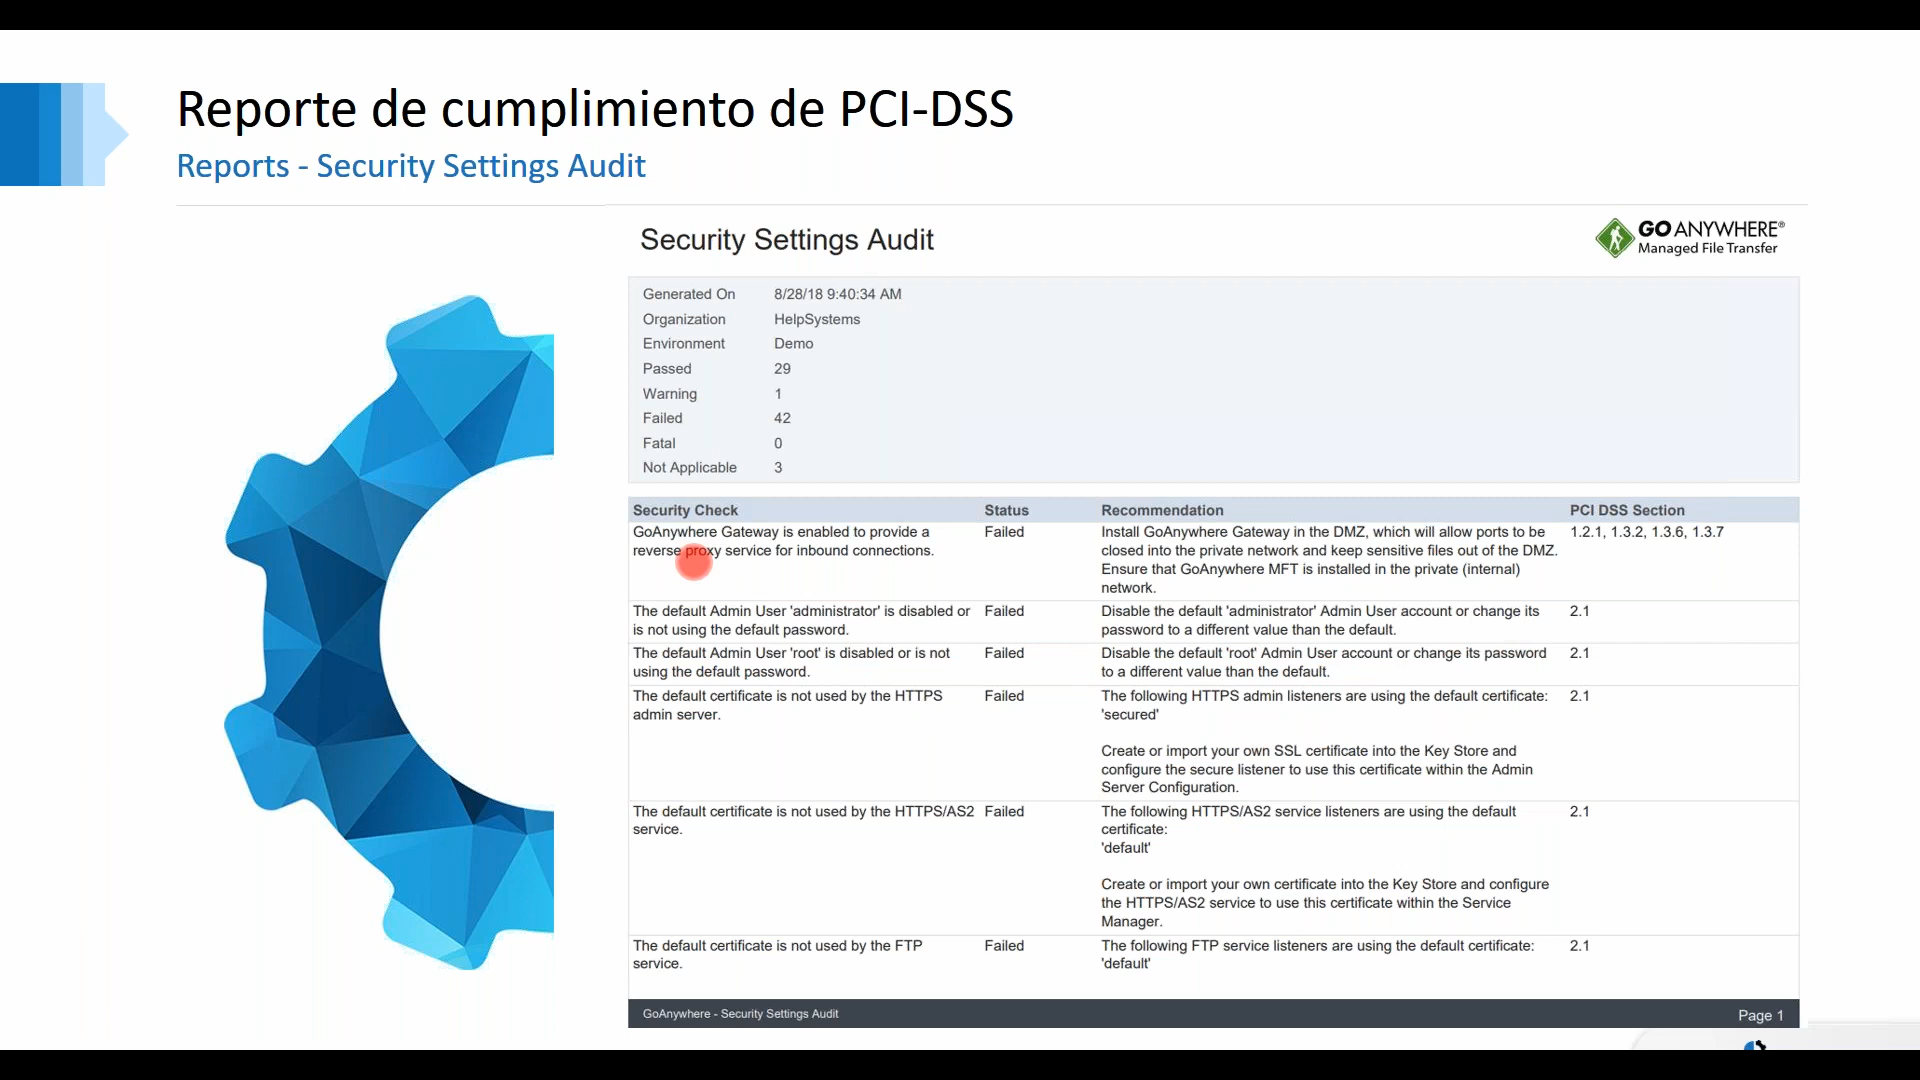 Reporte de cumplimiento de PCI-DSS
Reports - Security Settings Audit
Security Settings Audit
GO ANYWHERE®
Managed File Transfer
Generated On 8/28/18 9:40:34 AM
Organization HelpSystems
Environment Demo
Passed 29
Warning 1
Failed 42
Fatal 0
Not Applicable 3
Security Check Status Recommendation PCI DSS Section
GoAnywhere Gateway is enabled to provide a Failed Install GoAnywhere Gateway in the DMZ, which will allow ports to be 1.2.1, 1.3.2, 1.3.6, 1.3.7
reverse proxy service for inbound connections. closed into the private network and keep sensitive files out of the DMZ.
Ensure that GoAnywhere MFT is installed in the private (internal)
network.
The default Admin User 'administrator' is disabled or Failed Disable the default 'administrator' Admin User account or change its 2.1
is not using the default password. password to a different value than the default.
The default Admin User 'root' is disabled or is not Failed Disable the default 'root' Admin User account or change its password 2.1
using the default password. to a different value than the default.
The default certificate is not used by the HTTPS Failed The following HTTPS admin listeners are using the default certificate: 2.1
admin server. 'secured'
Create or import your own SSL certificate into the Key Store and
configure the secure listener to use this certificate within the Admin
Server Configuration.
The default certificate is not used by the HTTPS/AS2 Failed The following HTTPS/AS2 service listeners are using the default 2.1
service. certificate:
'default'
Create or import your own certificate into the Key Store and configure
the HTTPS/AS2 service to use this certificate within the Service
Manager.
The default certificate is not used by the FTP Failed The following FTP service listeners are using the default certificate: 2.1
service. 'default'
GoAnywhere - Security Settings Audit Page 1